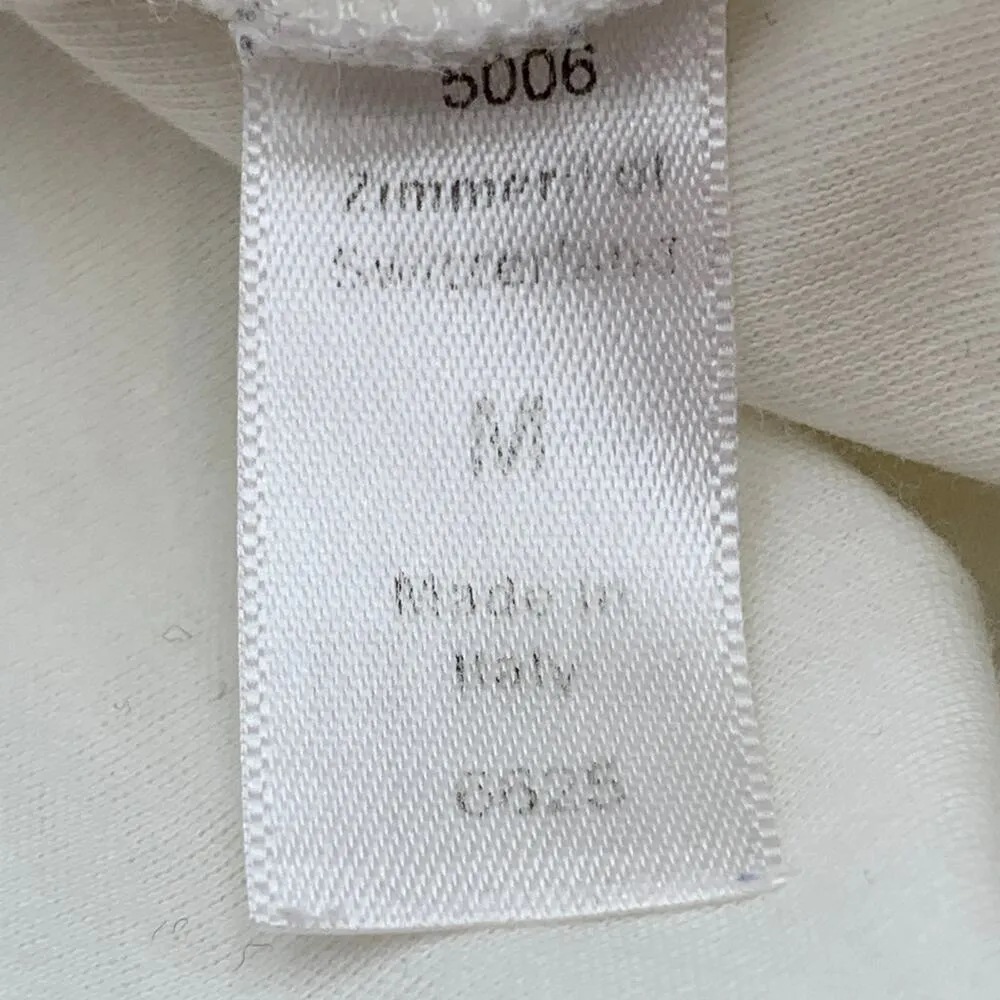 5006
Zimmerli of
Switzerland
M
Made in
Italy
6625